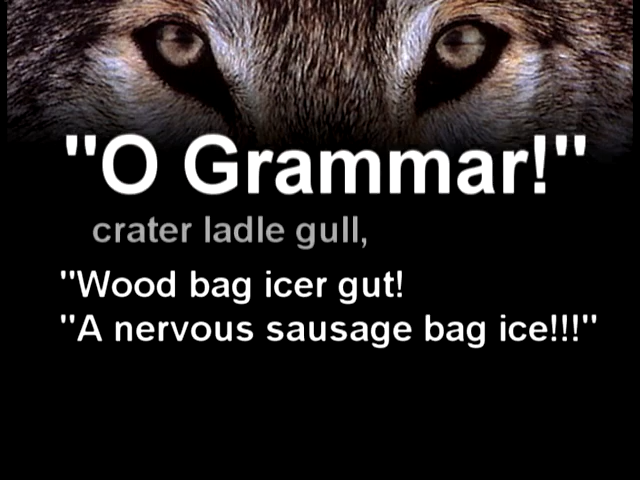 "O Grammar!"
crater ladle gull,
"Wood bag icer gut!
"A nervous sausage bag ice!!!"